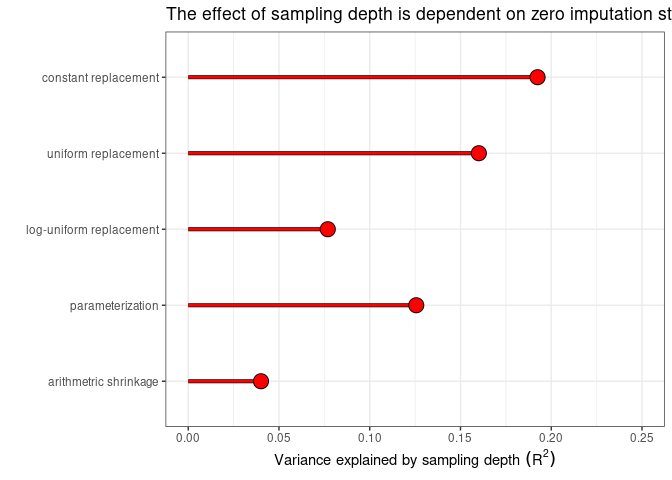 The effect of sampling depth is dependent on zero imputation st
constant replacement
uniform replacement
log-uniform replacement
parameterization
arithmetric shrinkage
0.00 0.05 0.10 0.15 0.20 0.25
Variance explained by sampling depth (R²)